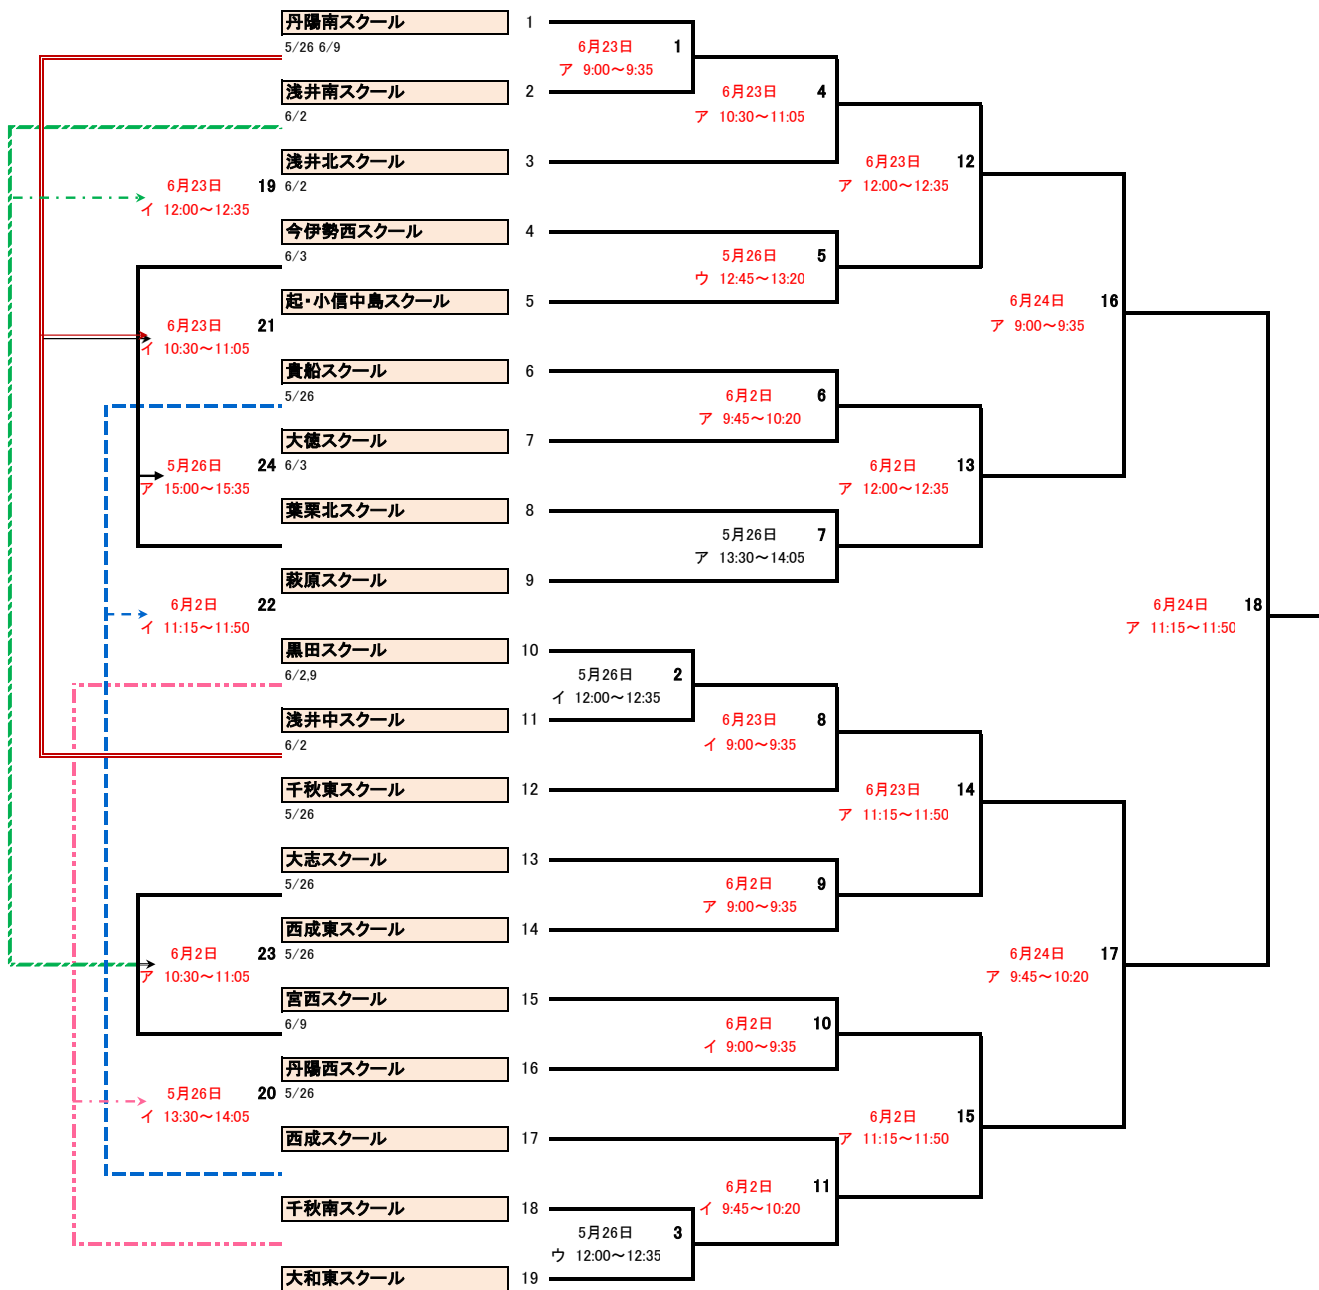 丹陽南スクール 1
5/26 6/9
6月23日 1
ア 9:00～9:35
浅井南スクール 2
6/2
6月23日 4
ア 10:30～11:05
浅井北スクール 3
6/2
6月23日 19
イ 12:00～12:35
6月23日 12
ア 12:00～12:35
今伊勢西スクール 4
6/3
5月26日 5
ウ 12:45～13:20
起・小信中島スクール 5
6月23日 21
イ 10:30～11:05
6月24日 16
ア 9:00～9:35
貴船スクール 6
5/26
6月2日 6
ア 9:45～10:20
大徳スクール 7
6/3
5月26日 24
ア 15:00～15:35
6月2日 13
ア 12:00～12:35
葉栗北スクール 8
5月26日 7
ア 13:30～14:05
萩原スクール 9
6月2日 22
イ 11:15～11:50
6月24日 18
ア 11:15～11:50
黒田スクール 10
6/2,9
5月26日 2
イ 12:00～12:35
浅井中スクール 11
6/2
6月23日 8
イ 9:00～9:35
千秋東スクール 12
5/26
6月23日 14
ア 11:15～11:50
大志スクール 13
5/26
6月2日 9
ア 9:00～9:35
西成東スクール 14
5/26
6月2日 23
ア 10:30～11:05
6月24日 17
ア 9:45～10:20
宮西スクール 15
6/9
6月2日 10
イ 9:00～9:35
丹陽西スクール 16
5/26
5月26日 20
イ 13:30～14:05
6月2日 15
ア 11:15～11:50
西成スクール 17
6月2日 11
イ 9:45～10:20
千秋南スクール 18
5月26日 3
ウ 12:00～12:35
大和東スクール 19